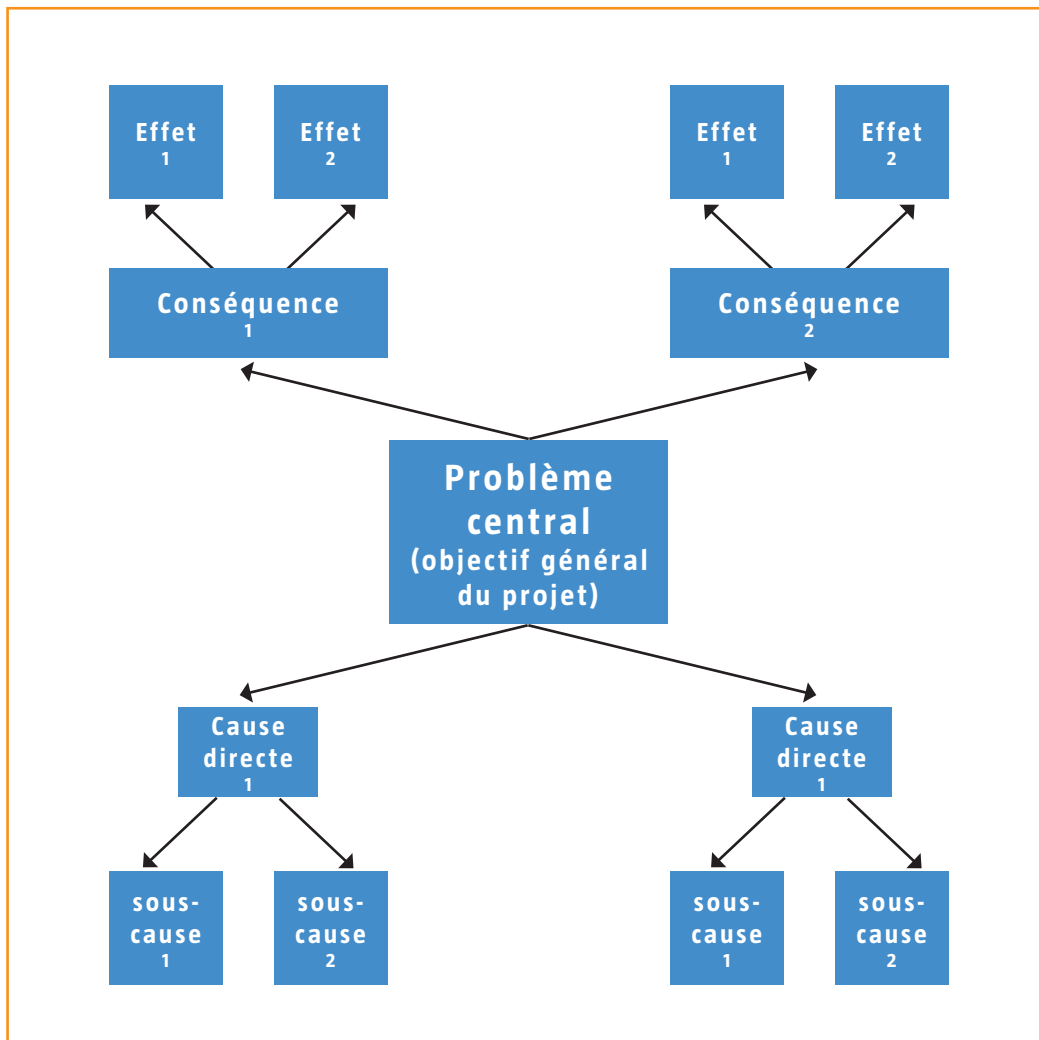 Effet
1
Effet
2
Effet
1
Effet
2
Conséquence
1
Conséquence
2
Problème
central
(objectif général
du projet)
Cause
directe
1
Cause
directe
1
sous-
cause
1
sous-
cause
2
sous-
cause
1
sous-
cause
2